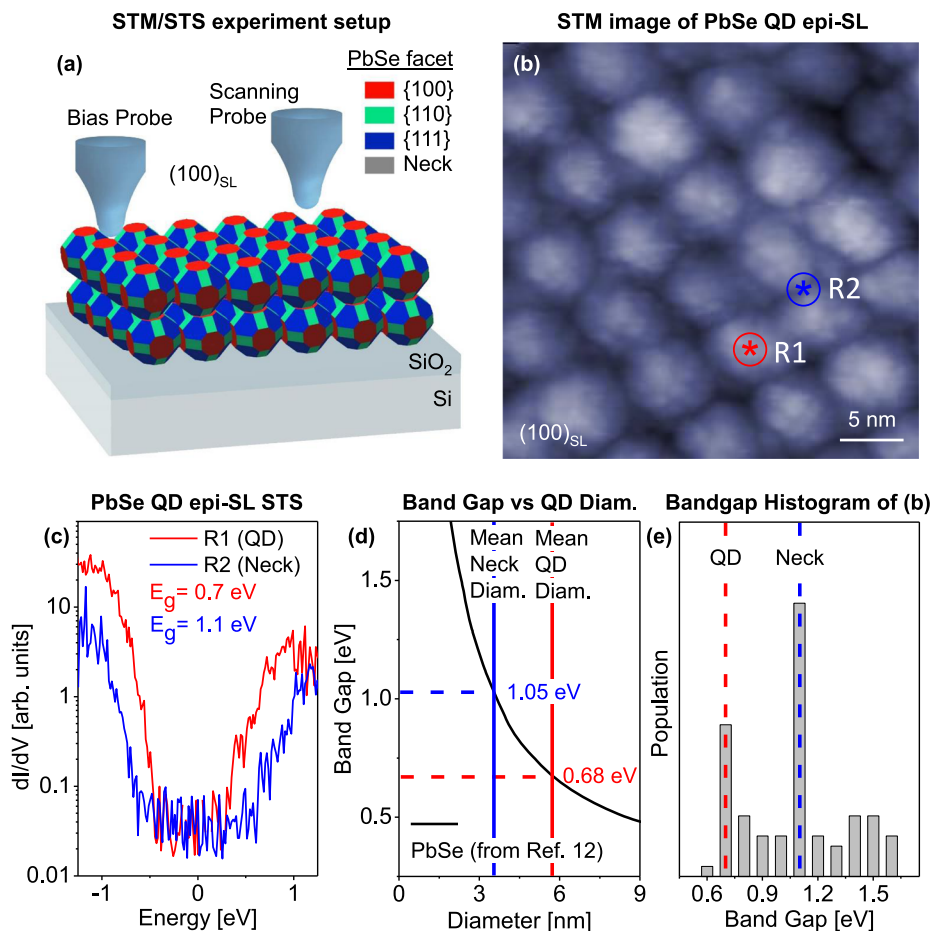 STM/STS experiment setup
STM image of PbSe QD epi-SL
(a)
PbSe facet
{100}
{110}
{111}
Neck
Scanning
Probe
Bias Probe
(100)SL
SiO2
Si
(b)
* R2
* R1
(100)SL
5 nm
PbSe QD epi-SL STS
(c)
R1 (QD)
R2 (Neck)
Eg= 0.7 eV
Eg= 1.1 eV
10
1
0.1
0.01
dI/dV [arb. units]
-1
0
1
Energy [eV]
Band Gap vs QD Diam.
(d)
Mean
Neck
Diam.
Mean
QD
Diam.
1.05 eV
0.68 eV
PbSe (from Ref. 12)
1.5
1.0
0.5
Band Gap [eV]
0
3
6
9
Diameter [nm]
Bandgap Histogram of (b)
(e)
QD
Neck
Population
0.6
0.9
1.2
1.5
Band Gap [eV]